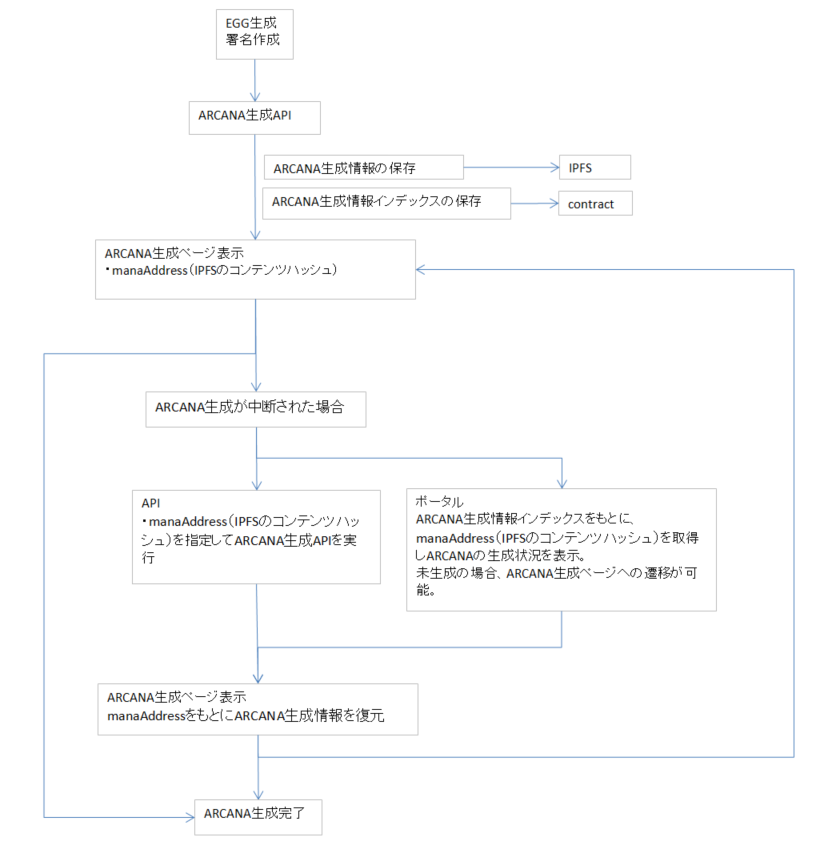 EGG生成
署名作成
ARCANA生成API
ARCANA生成情報の保存
IPFS
ARCANA生成情報インデックスの保存
contract
ARCANA生成ページ表示
・manaAddress（IPFSのコンテンツハッシュ）
ARCANA生成が中断された場合
API
・manaAddress（IPFSのコンテンツハッ
シュ）を指定してARCANA生成APIを実
行
ポータル
ARCANA生成情報インデックスをもとに、
manaAddress（IPFSのコンテンツハッシュ）を取得
しARCANAの生成状況を表示。
未生成の場合、ARCANA生成ページへの遷移が可
能。
ARCANA生成ページ表示
manaAddressをもとにARCANA生成情報を復元
ARCANA生成完了